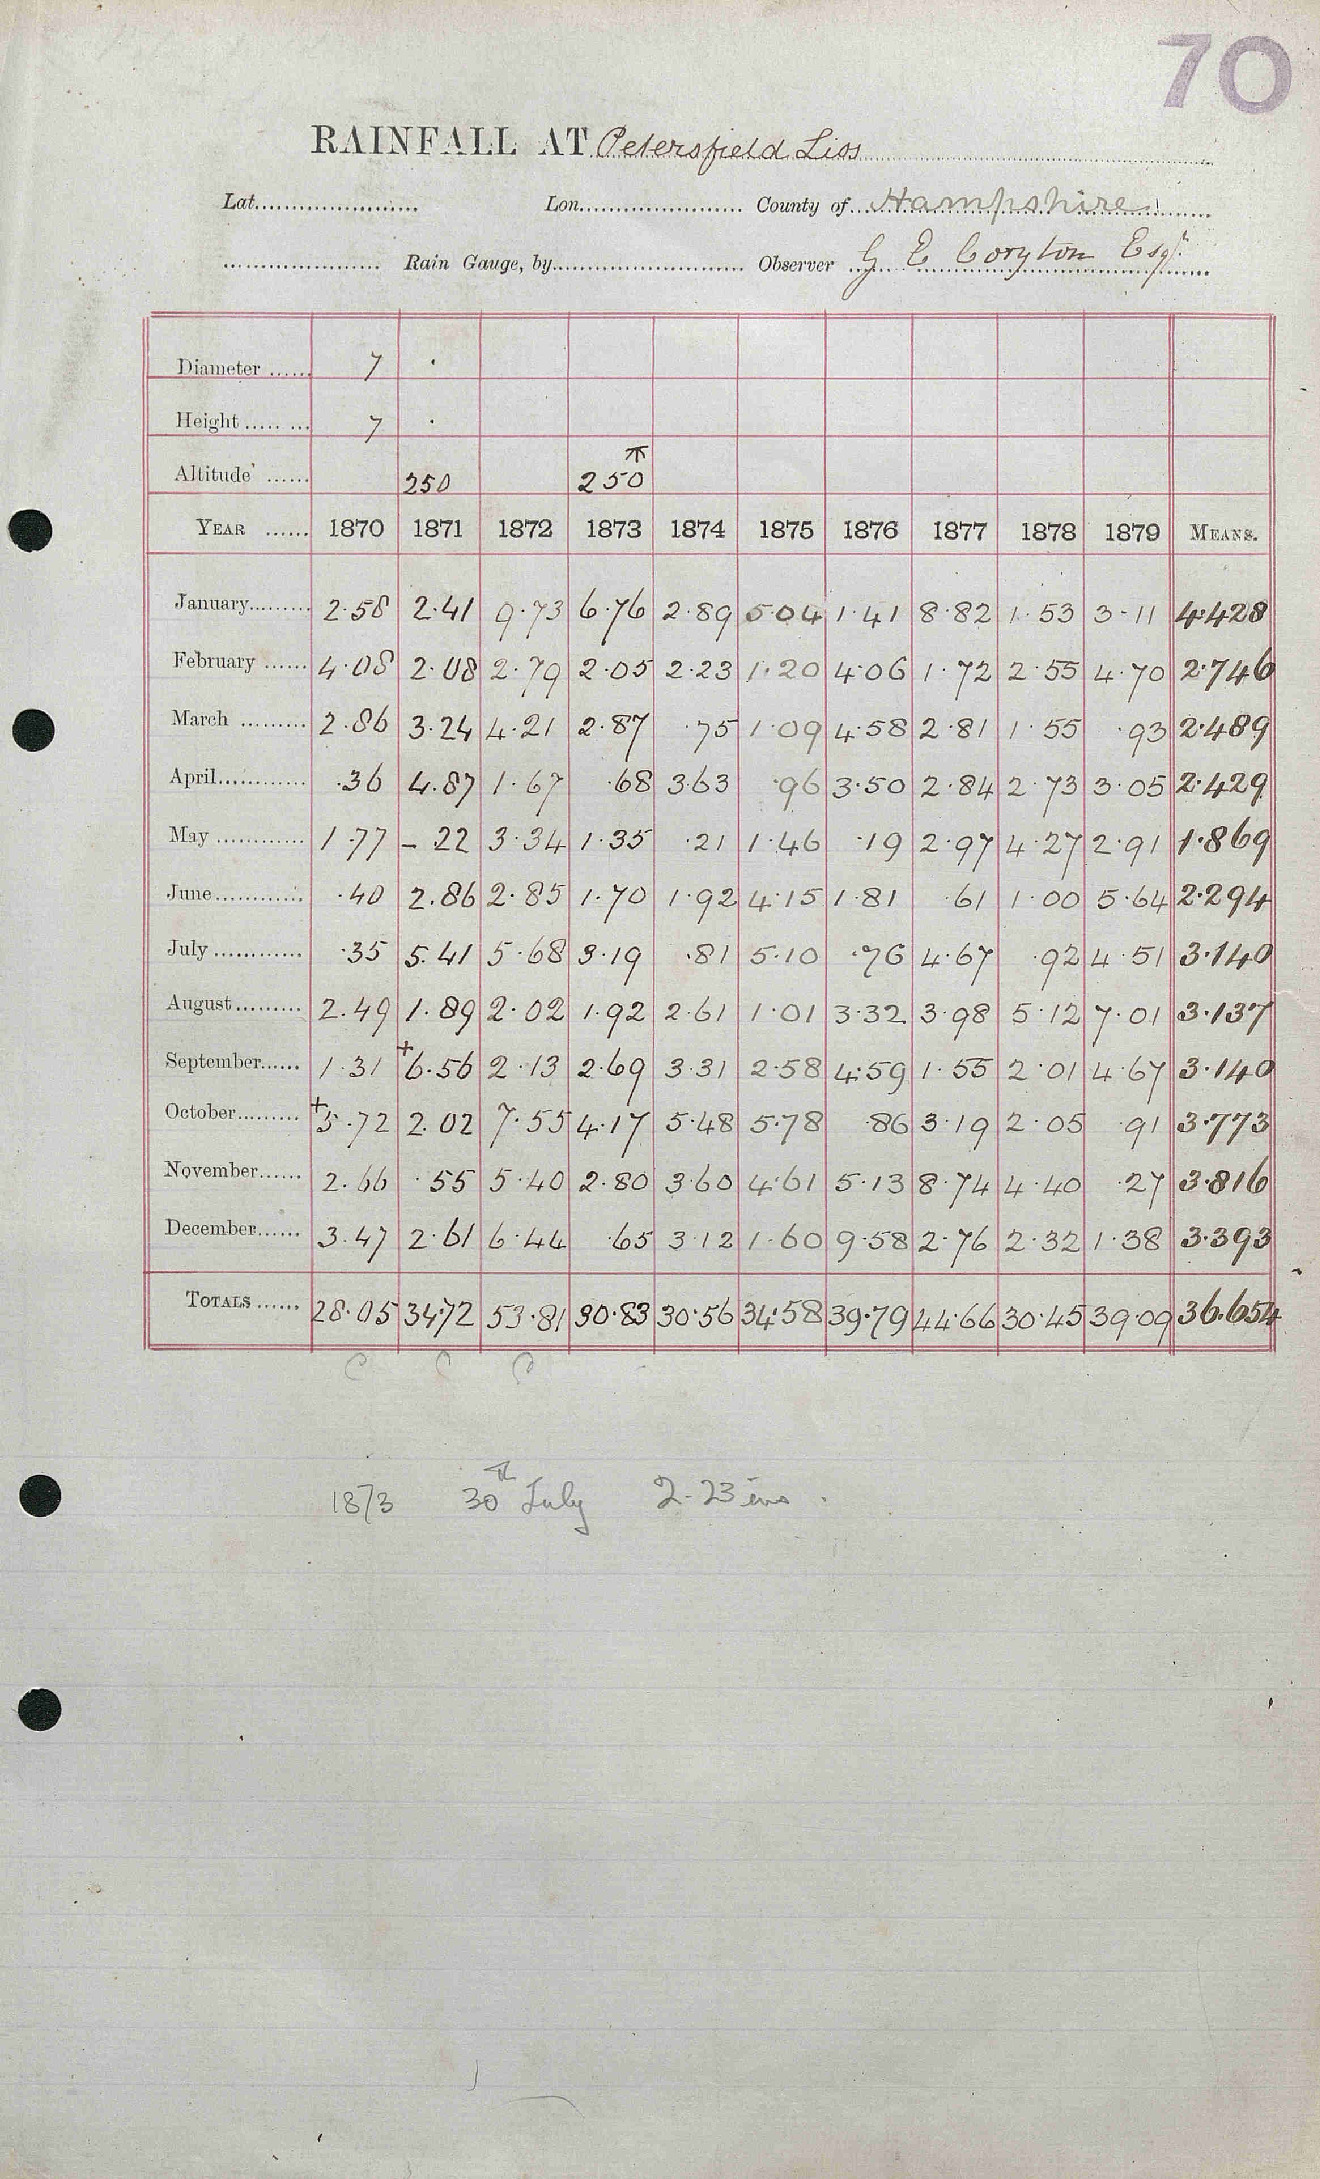 70
RAINFALL AT Petersfield Liss
Lat. Lon. County of Hampshire
Rain Gauge, by Observer G E Coryton Esqr
Diameter 7 ·
Height 7 ·
Altitude 250 250
YEAR 1870 1871 1872 1873 1874 1875 1876 1877 1878 1879 MEANS.
January 2·58 2·41 9·73 6·76 2·89 5·04 1·41 8·82 1·53 3·11 4·428
February 4·08 2·08 2·79 2·05 2·23 1·20 4·06 1·72 2·55 4·70 2·746
March 2·86 3·24 4·21 2·87 ·75 1·09 4·58 2·81 1·55 ·93 2·489
April ·36 4·87 1·67 ·68 3·63 ·96 3·50 2·84 2·73 3·05 2·429
May 1·77 – 22 3·34 1·35 ·21 1·46 ·19 2·97 4·27 2·91 1·869
June ·40 2·86 2·85 1·70 1·92 4·15 1·81 ·61 1·00 5·64 2·294
July ·35 5·41 5·68 3·19 ·81 5·10 ·76 4·67 ·92 4·51 3·140
August 2·49 1·89 2·02 1·92 2·61 1·01 3·32 3·98 5·12 7·01 3·137
September 1·31 +6·56 2·13 2·69 3·31 2·58 4·59 1·55 2·01 4·67 3·140
October +5·72 2·02 7·55 4·17 5·48 5·78 ·86 3·19 2·05 ·91 3·773
November 2·66 ·55 5·40 2·80 3·60 4·61 5·13 8·74 4·40 ·27 3·816
December 3·47 2·61 6·44 ·65 3·12 1·60 9·58 2·76 2·32 1·38 3·393
TOTALS 28·05 34·72 53·81 30·83 30·56 34·58 39·79 44·66 30·45 39·09 36·654
C C C
1873 30th July 2·23 ins.